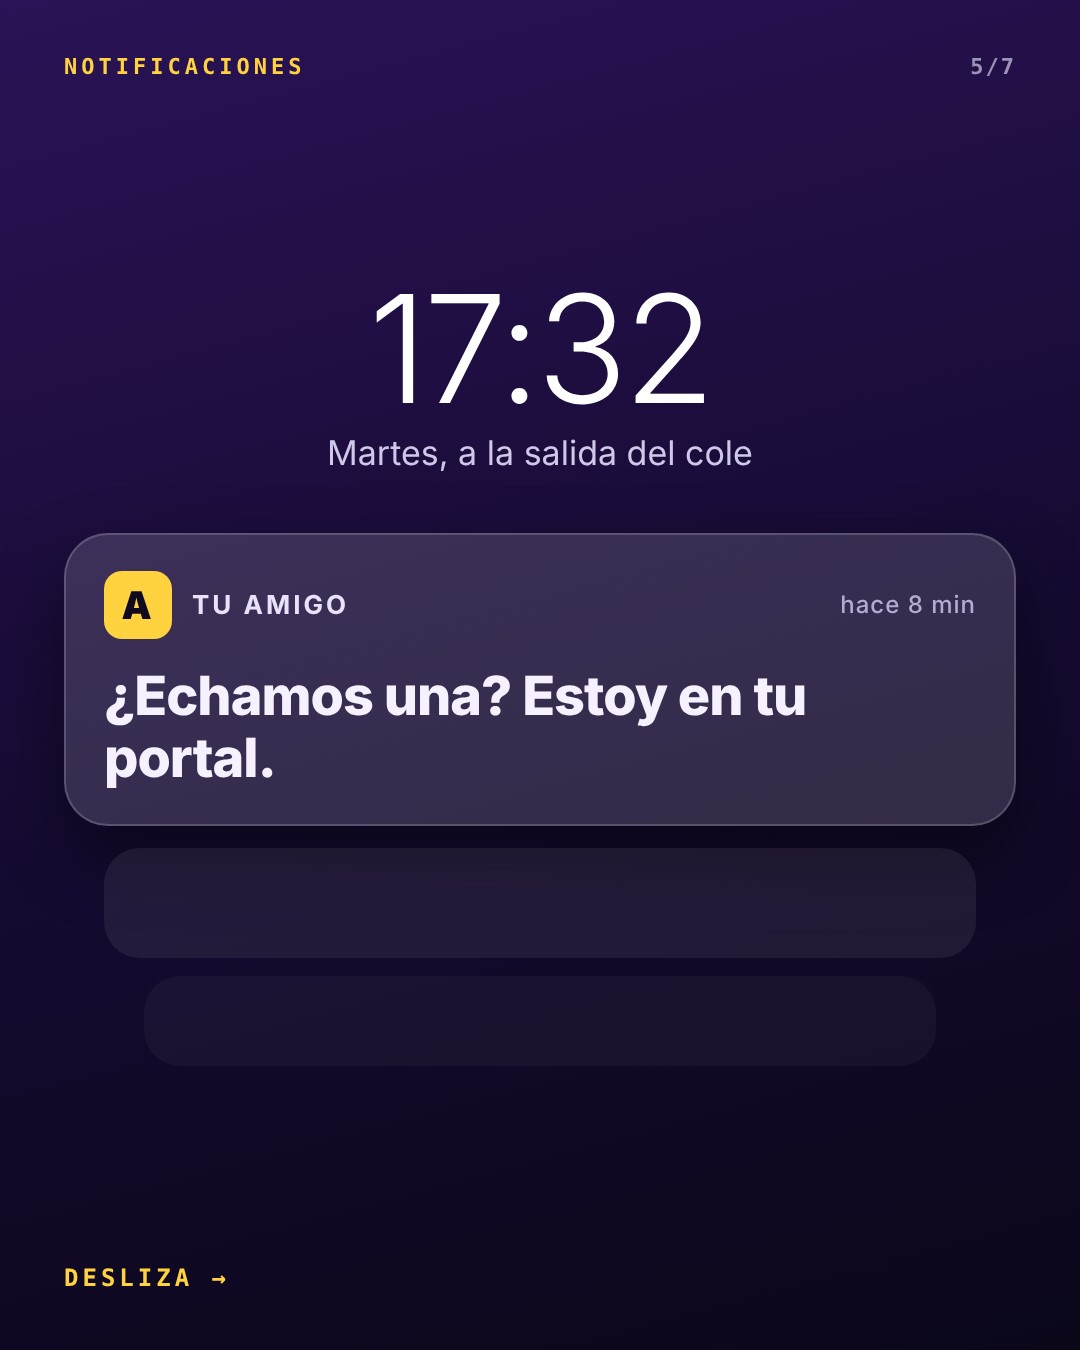 NOTIFICACIONES
5/7
17:32
Martes, a la salida del cole
A
TU AMIGO
hace 8 min
¿Echamos una? Estoy en tu
portal.
DESLIZA →